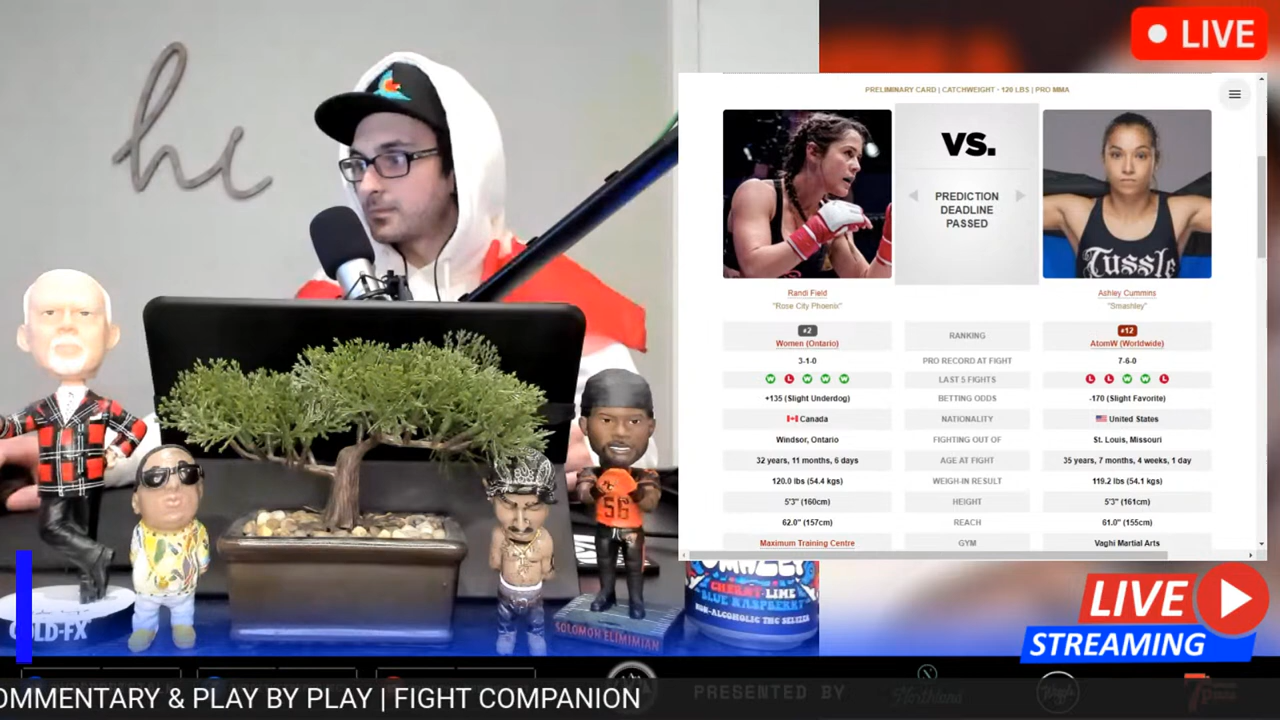 hi
LIVE
PRELIMINARY CARD | CATCHWEIGHT · 120 LBS | PRO MMA
VS.
PREDICTION
DEADLINE
PASSED
Tussle
Randi Field
Ashley Cummins
"Rose City Phoenix"
"Smashley"
#2
RANKING
#12
Women (Ontario)
AtomW (Worldwide)
3-1-0
PRO RECORD AT FIGHT
7-6-0
W L W W W
LAST 5 FIGHTS
L L W W L
+135 (Slight Underdog)
BETTING ODDS
-170 (Slight Favorite)
Canada
NATIONALITY
United States
Windsor, Ontario
FIGHTING OUT OF
St. Louis, Missouri
32 years, 11 months, 6 days
AGE AT FIGHT
35 years, 7 months, 4 weeks, 1 day
120.0 lbs (54.4 kgs)
WEIGH-IN RESULT
119.2 lbs (54.1 kgs)
5'3" (160cm)
HEIGHT
5'3" (161cm)
62.0" (157cm)
REACH
61.0" (155cm)
Maximum Training Centre
GYM
Vaghi Martial Arts
56
SOLOMON ELIMIMIAN
CHERRY-LIME
BLUE RASPBERRY
NON-ALCOHOLIC THC SELTZER
LIVE
STREAMING
PRESENTED BY
Northland
OMMENTARY & PLAY BY PLAY | FIGHT COMPANION